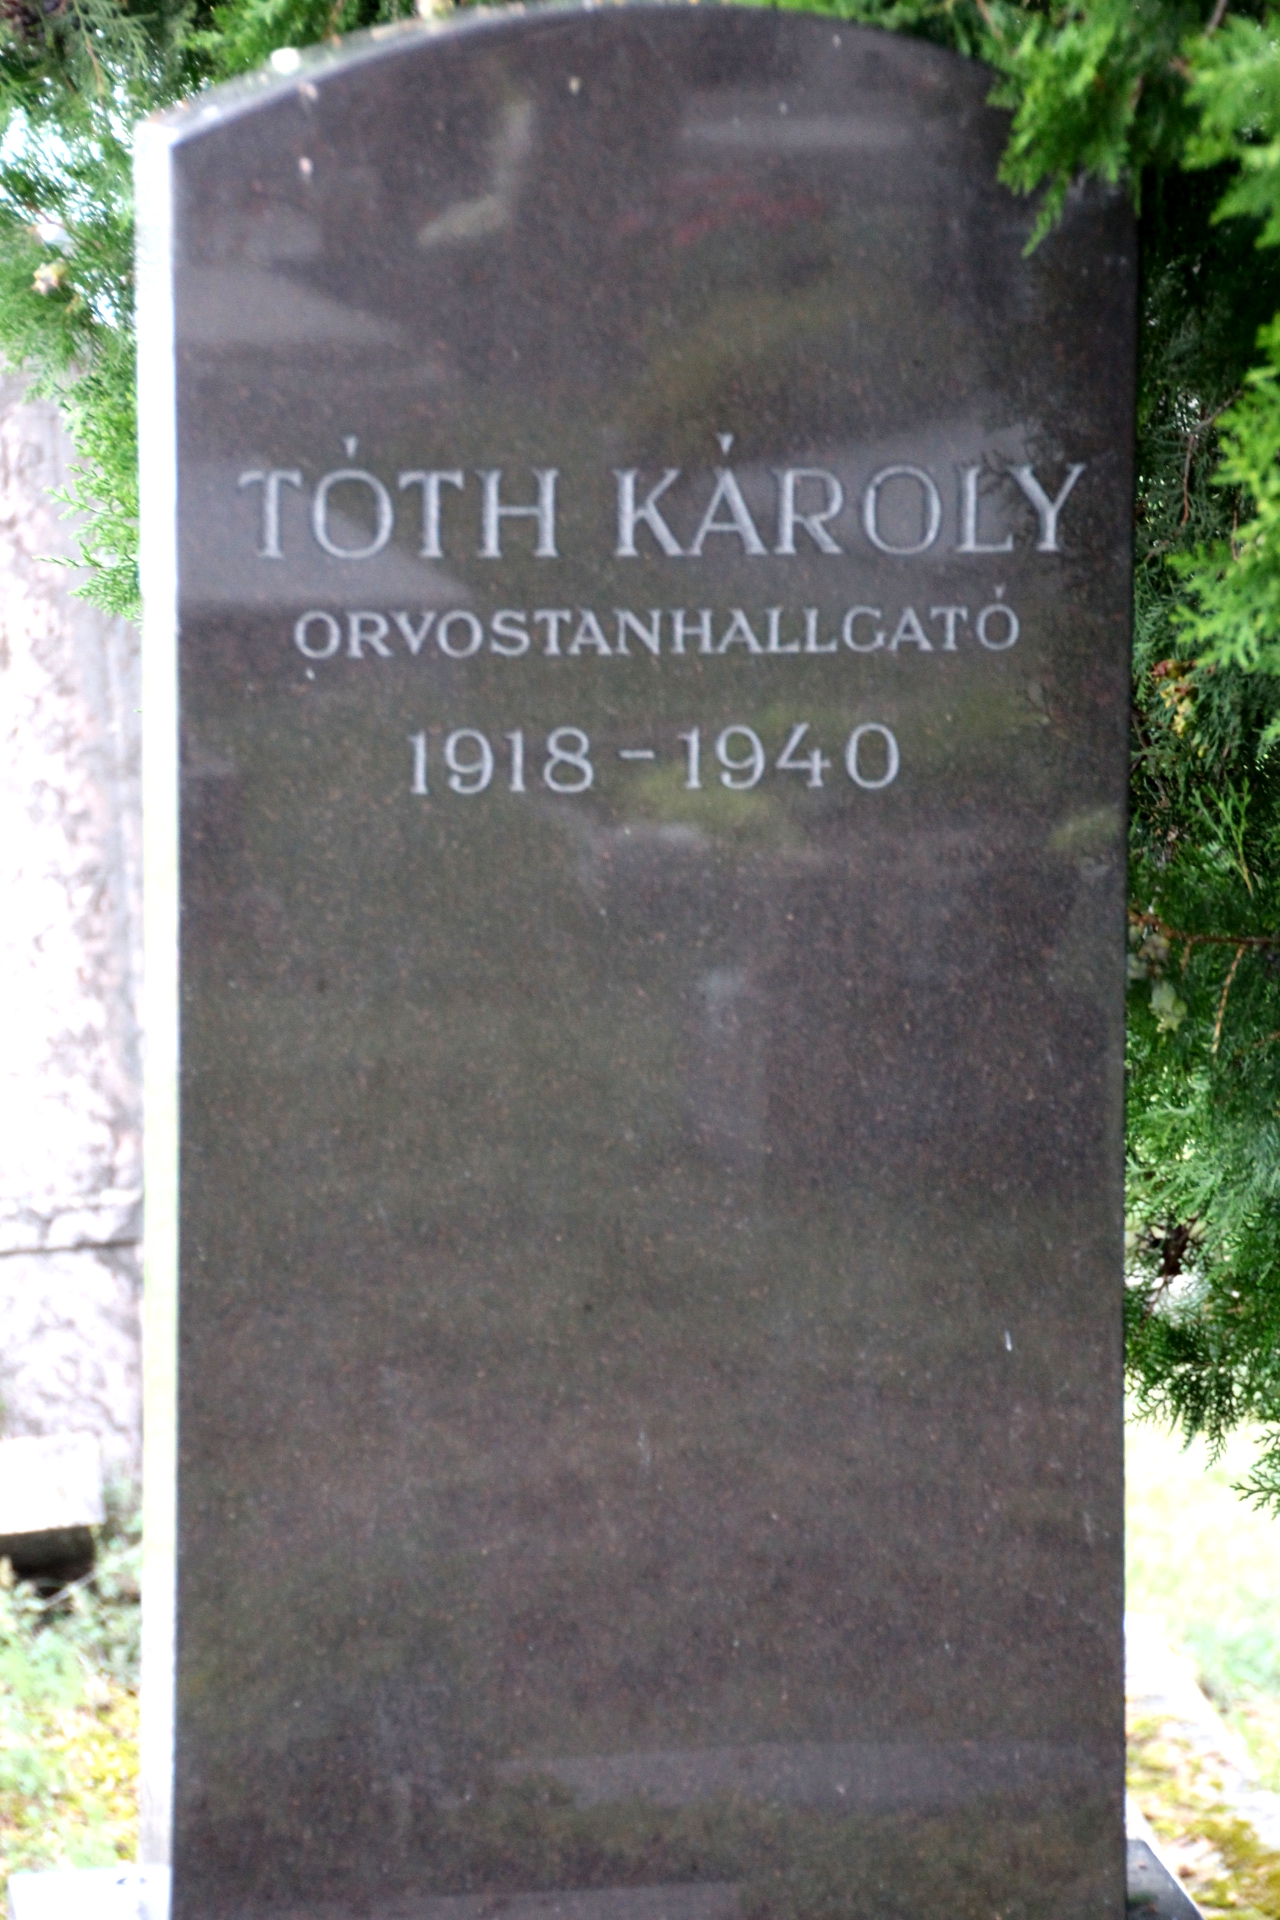 TÓTH KÁROLY
ORVOSTANHALLGATÓ
1918-1940